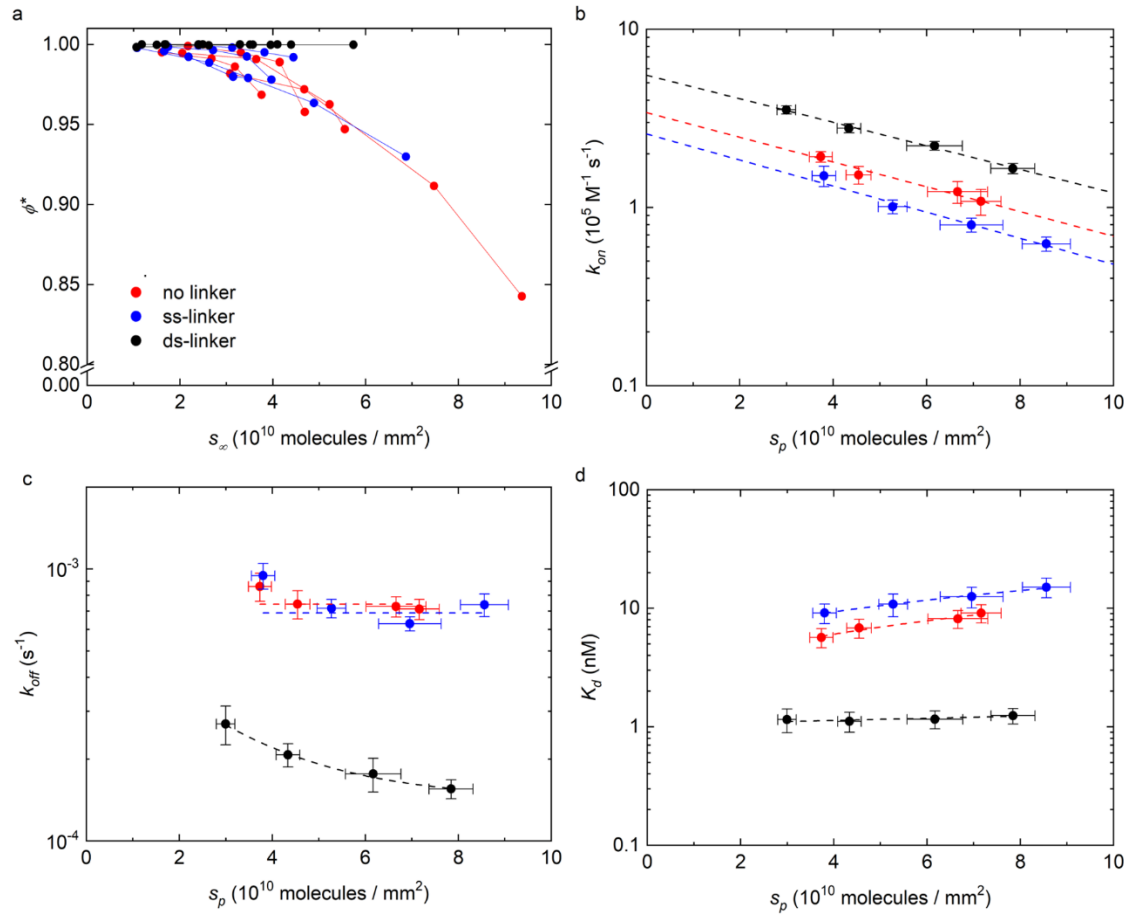 a
1.00
0.95
0.90
0.85
0.80
0.00
ϕ*
no linker
ss-linker
ds-linker
0 2 4 6 8 10
s∞ (10¹⁰ molecules / mm²)
b
10
1
0.1
kon (10⁵ M⁻¹ s⁻¹)
0 2 4 6 8 10
sp (10¹⁰ molecules / mm²)
c
10⁻³
10⁻⁴
koff (s⁻¹)
0 2 4 6 8 10
sp (10¹⁰ molecules / mm²)
d
100
10
1
0.1
Kd (nM)
0 2 4 6 8 10
sp (10¹⁰ molecules / mm²)